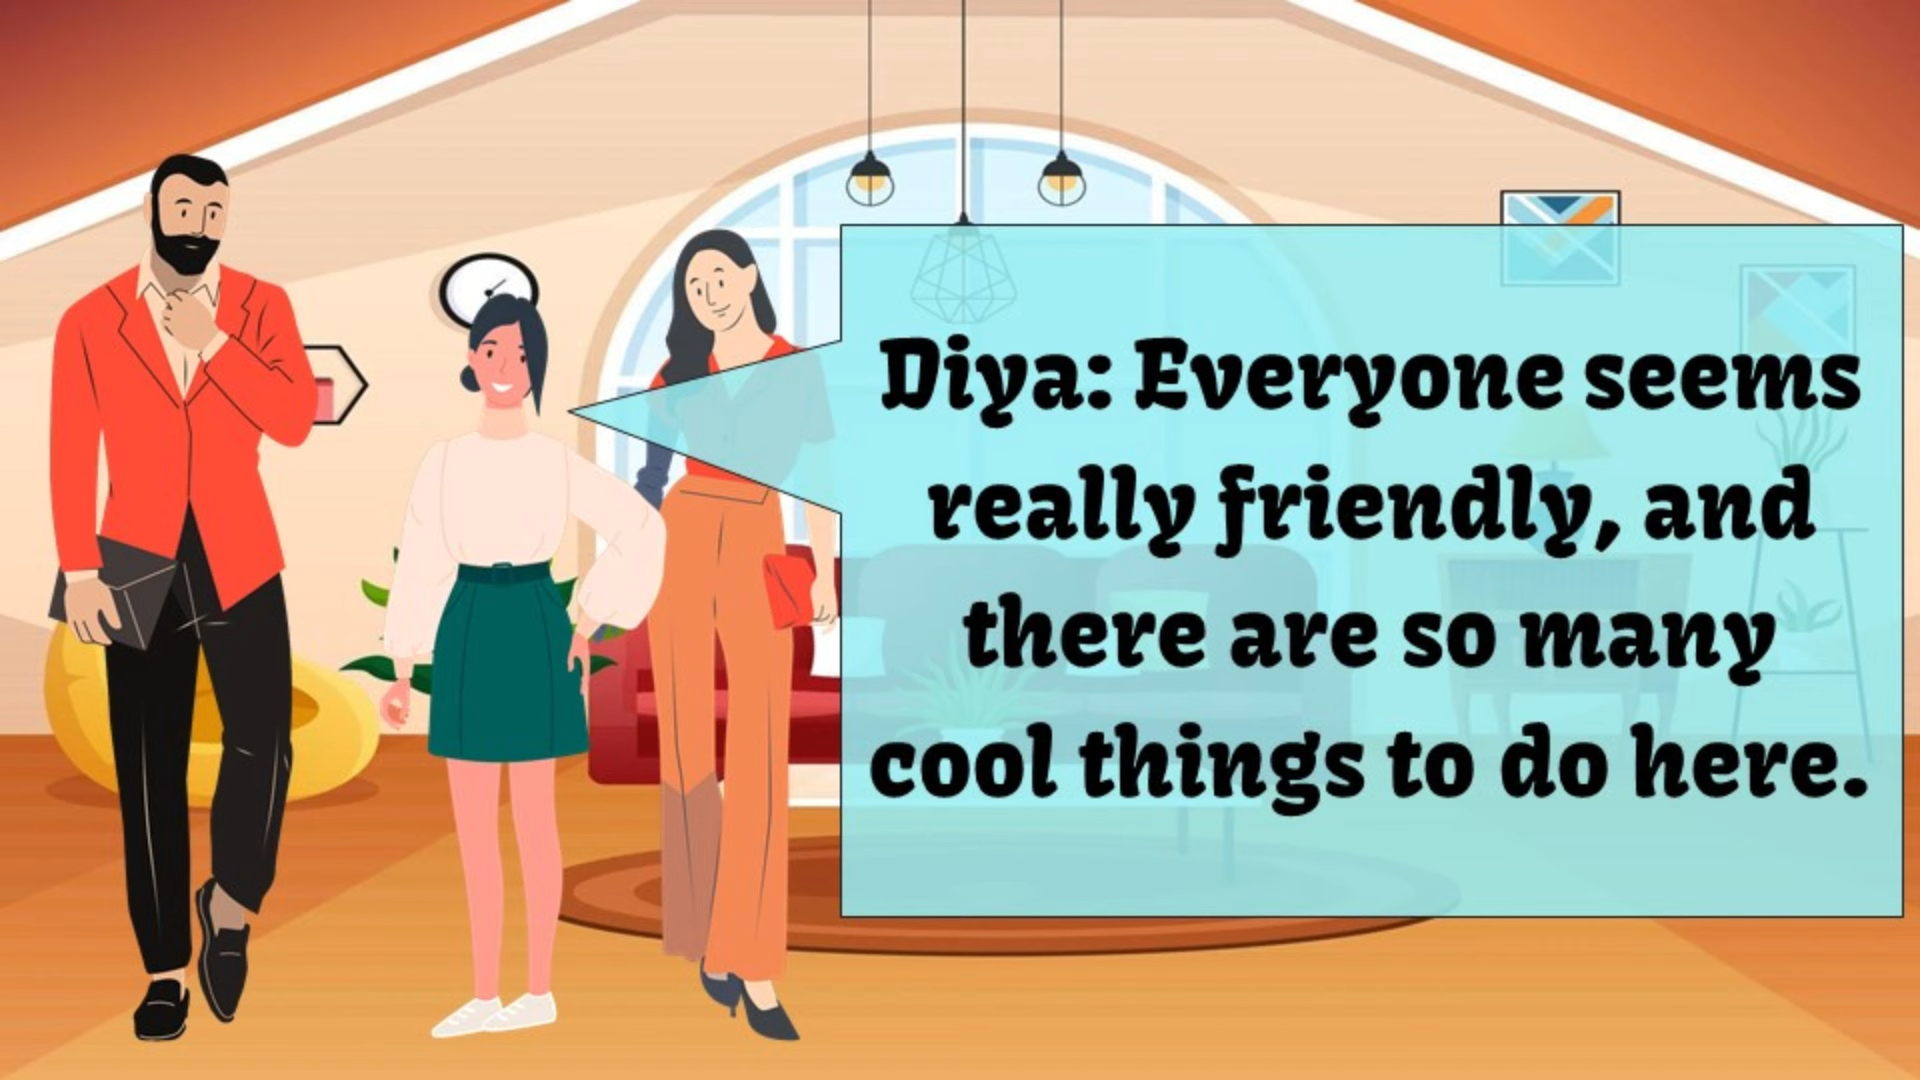 Diya: Everyone seems
really friendly, and
there are so many
cool things to do here.